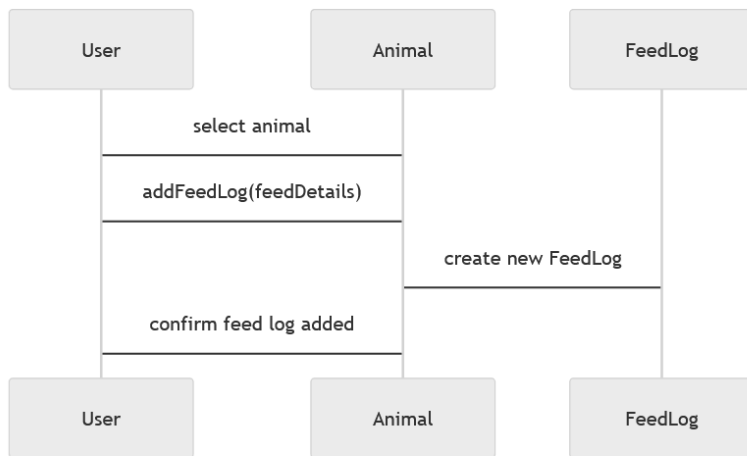 User
Animal
FeedLog
select animal
addFeedLog(feedDetails)
create new FeedLog
confirm feed log added
User
Animal
FeedLog